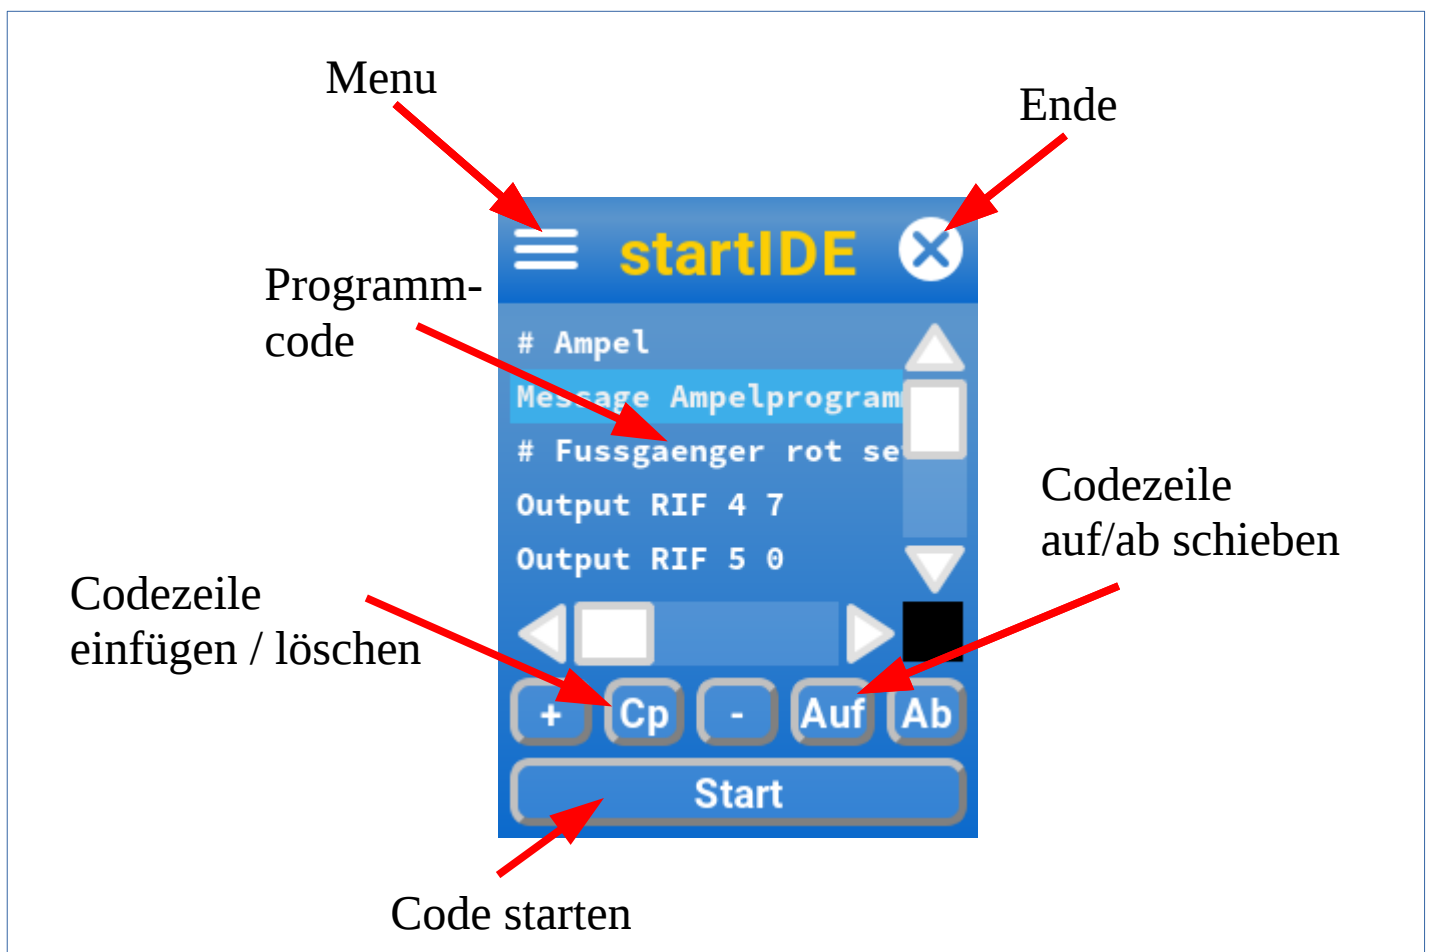 Menu
Ende
startIDE
Programm-
code
# Ampel
Message Ampelprogram
# Fussgaenger rot se
Output RIF 4 7
Output RIF 5 0
Codezeile
auf/ab schieben
Codezeile
einfügen / löschen
+ Cp - Auf Ab
Start
Code starten